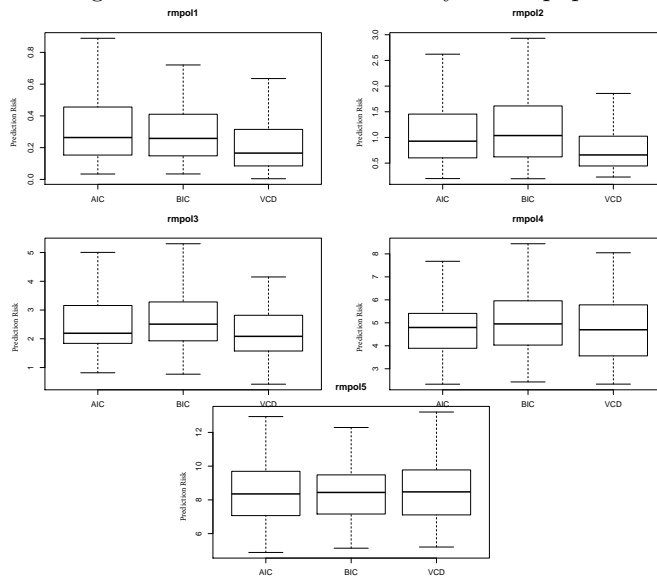 rmpol1
rmpol2
Prediction Risk
0.0 0.2 0.4 0.6 0.8
AIC BIC VCD
Prediction Risk
0.5 1.0 1.5 2.0 2.5 3.0
AIC BIC VCD
rmpol3
rmpol4
Prediction Risk
1 2 3 4 5
AIC BIC VCD
Prediction Risk
3 4 5 6 7 8
AIC BIC VCD
rmpol5
Prediction Risk
6 8 10 12
AIC BIC VCD